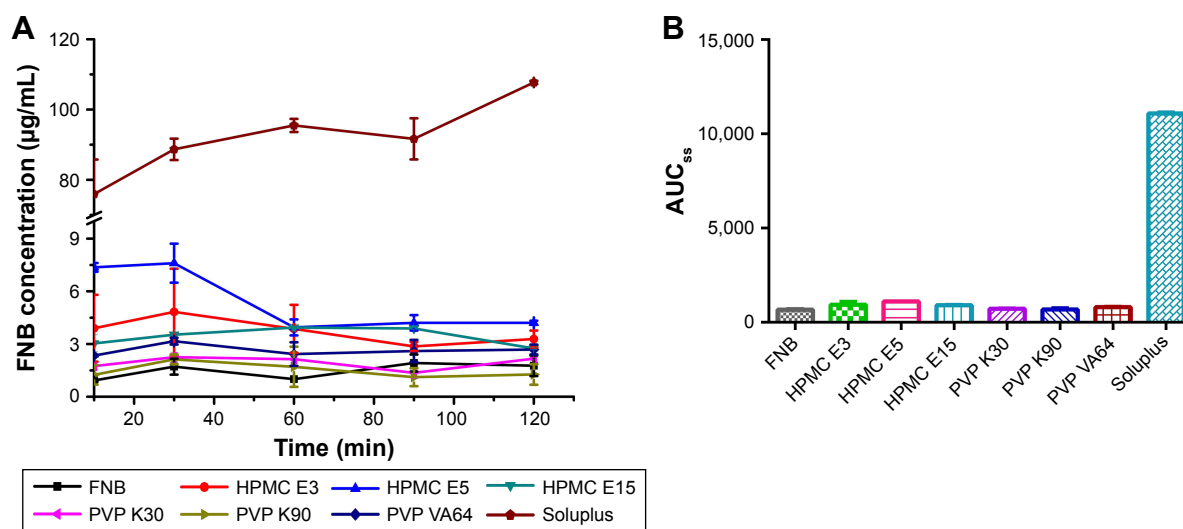 A
FNB concentration (µg/mL)
120
100
80
9
6
3
0
20
40
60
80
100
120
Time (min)
FNB
HPMC E3
HPMC E5
HPMC E15
PVP K30
PVP K90
PVP VA64
Soluplus
B
AUCss
15,000
10,000
5,000
0
FNB
HPMC E3
HPMC E5
HPMC E15
PVP K30
PVP K90
PVP VA64
Soluplus